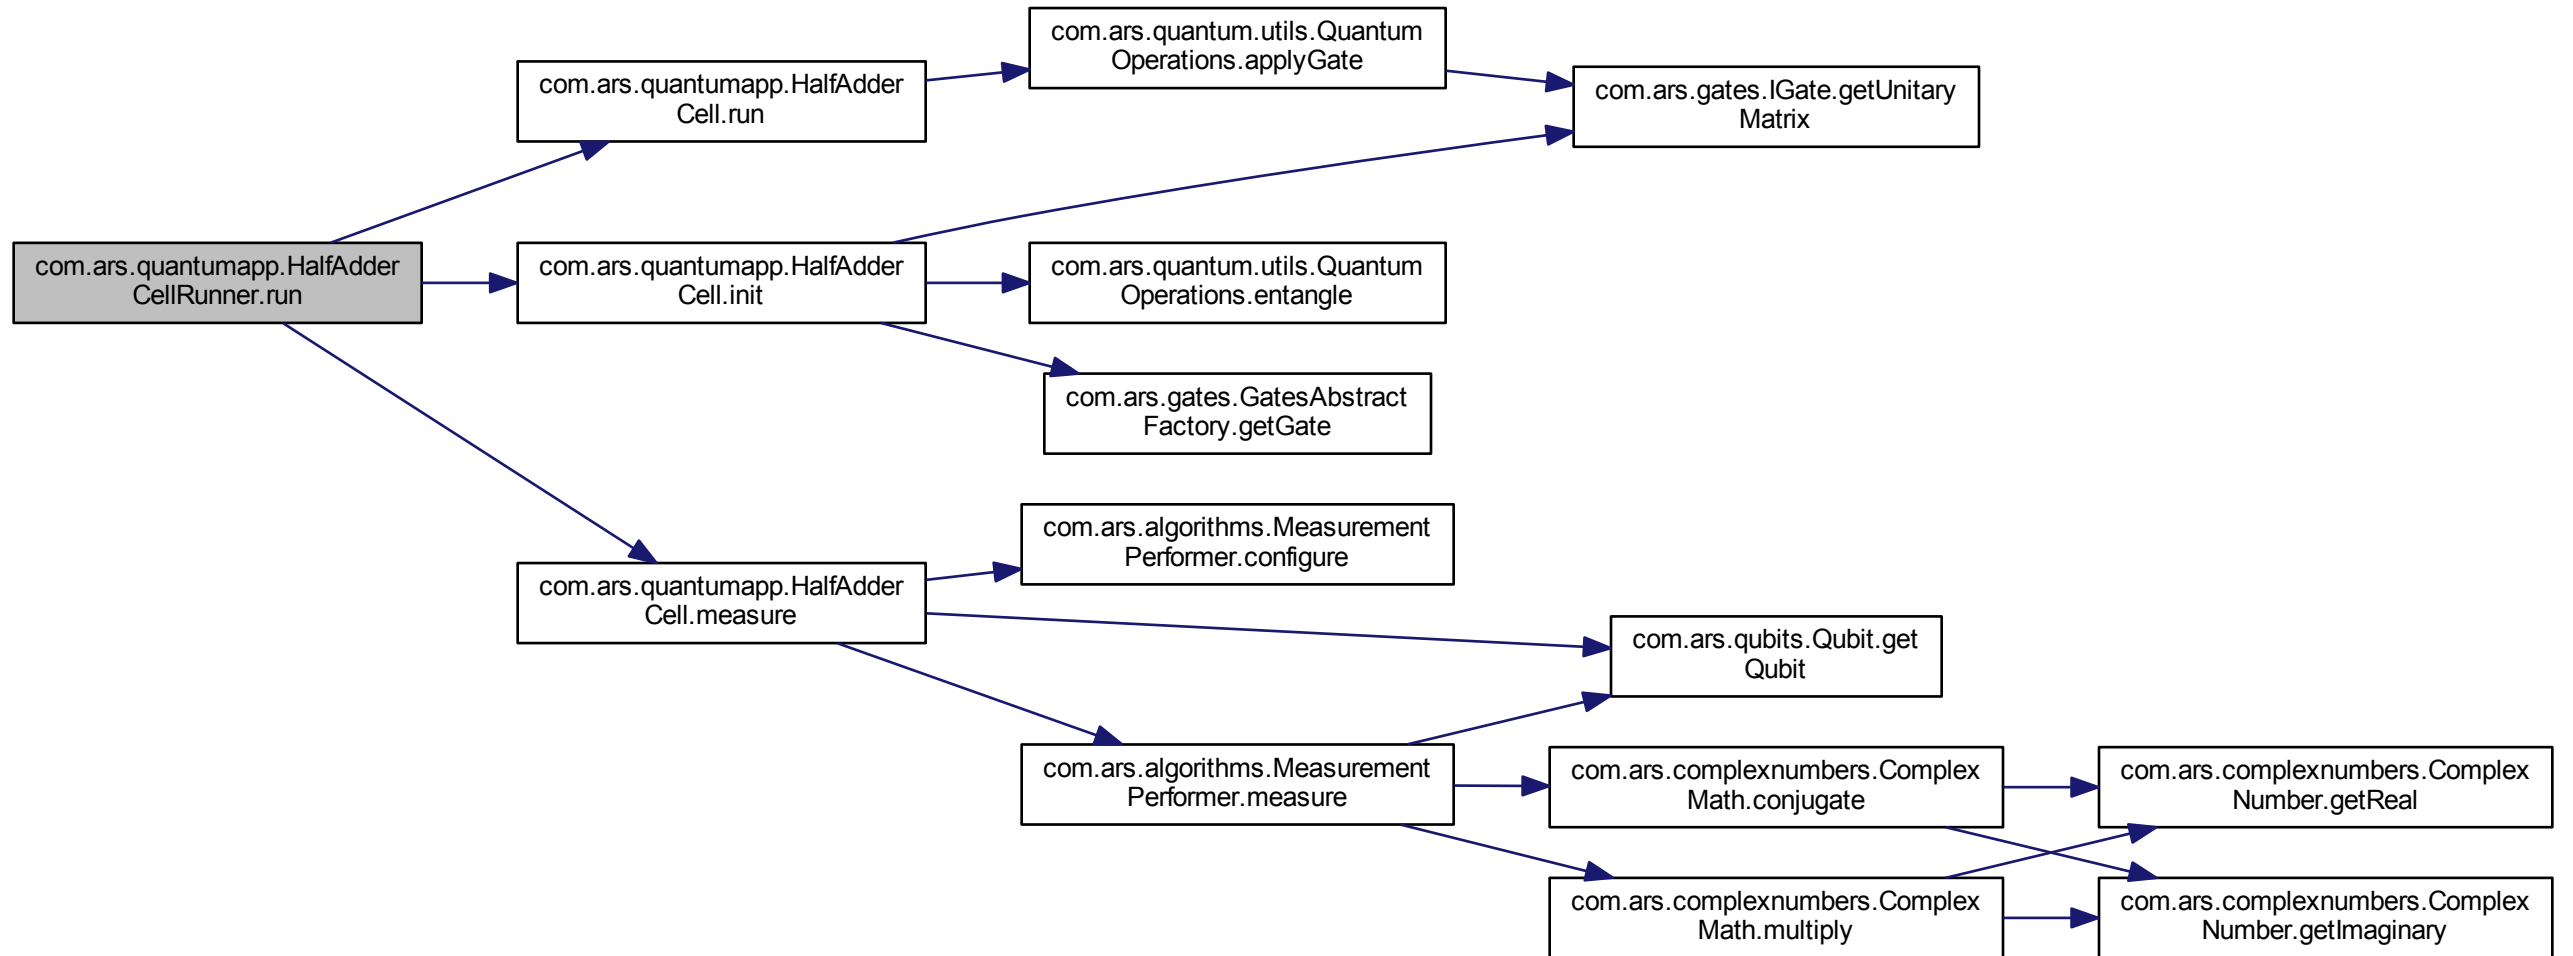 com.ars.quantum.utils.Quantum
Operations.applyGate
com.ars.quantumapp.HalfAdder
Cell.run
com.ars.gates.IGate.getUnitary
Matrix
com.ars.quantumapp.HalfAdder
CellRunner.run
com.ars.quantumapp.HalfAdder
Cell.init
com.ars.quantum.utils.Quantum
Operations.entangle
com.ars.gates.GatesAbstract
Factory.getGate
com.ars.algorithms.Measurement
Performer.configure
com.ars.quantumapp.HalfAdder
Cell.measure
com.ars.qubits.Qubit.get
Qubit
com.ars.algorithms.Measurement
Performer.measure
com.ars.complexnumbers.Complex
Math.conjugate
com.ars.complexnumbers.Complex
Number.getReal
com.ars.complexnumbers.Complex
Math.multiply
com.ars.complexnumbers.Complex
Number.getImaginary